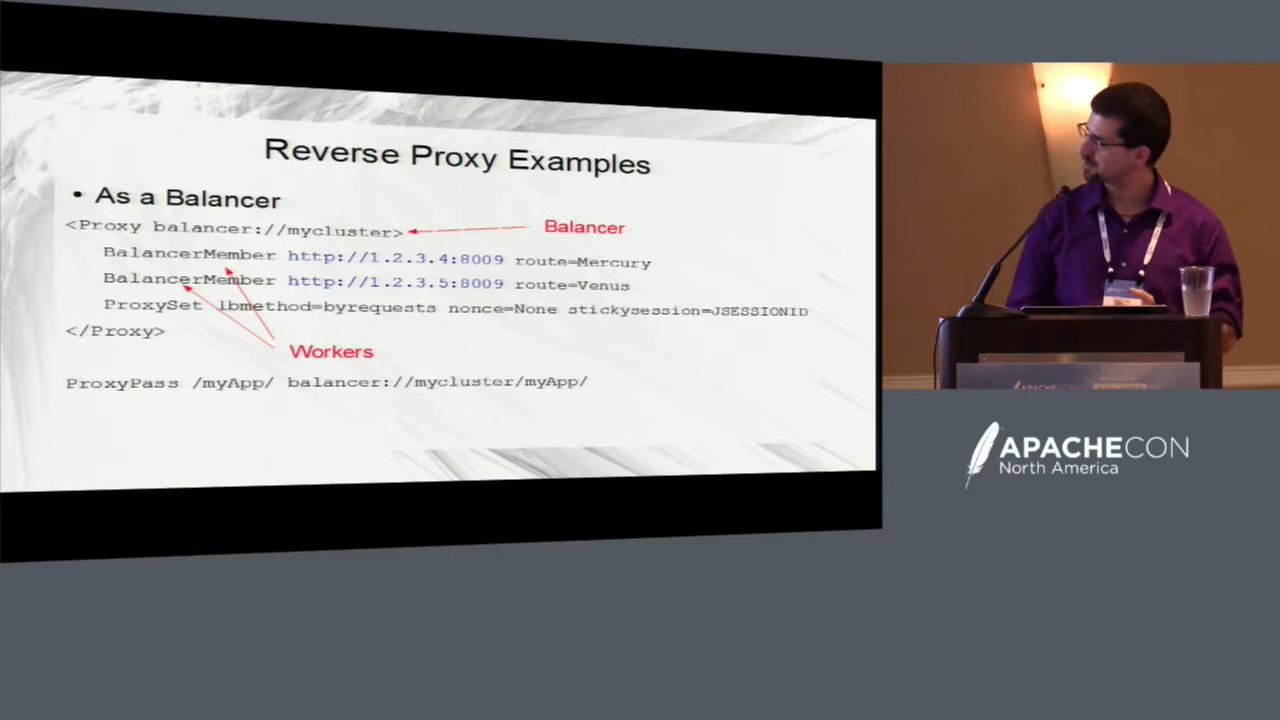 Reverse Proxy Examples
• As a Balancer
<Proxy balancer://mycluster>
Balancer
BalancerMember http://1.2.3.4:8009 route=Mercury
BalancerMember http://1.2.3.5:8009 route=Venus
ProxySet lbmethod=byrequests nonce=None stickysession=JSESSIONID
</Proxy>
Workers
ProxyPass /myApp/ balancer://mycluster/myApp/
APACHECON
APACHECON
North America